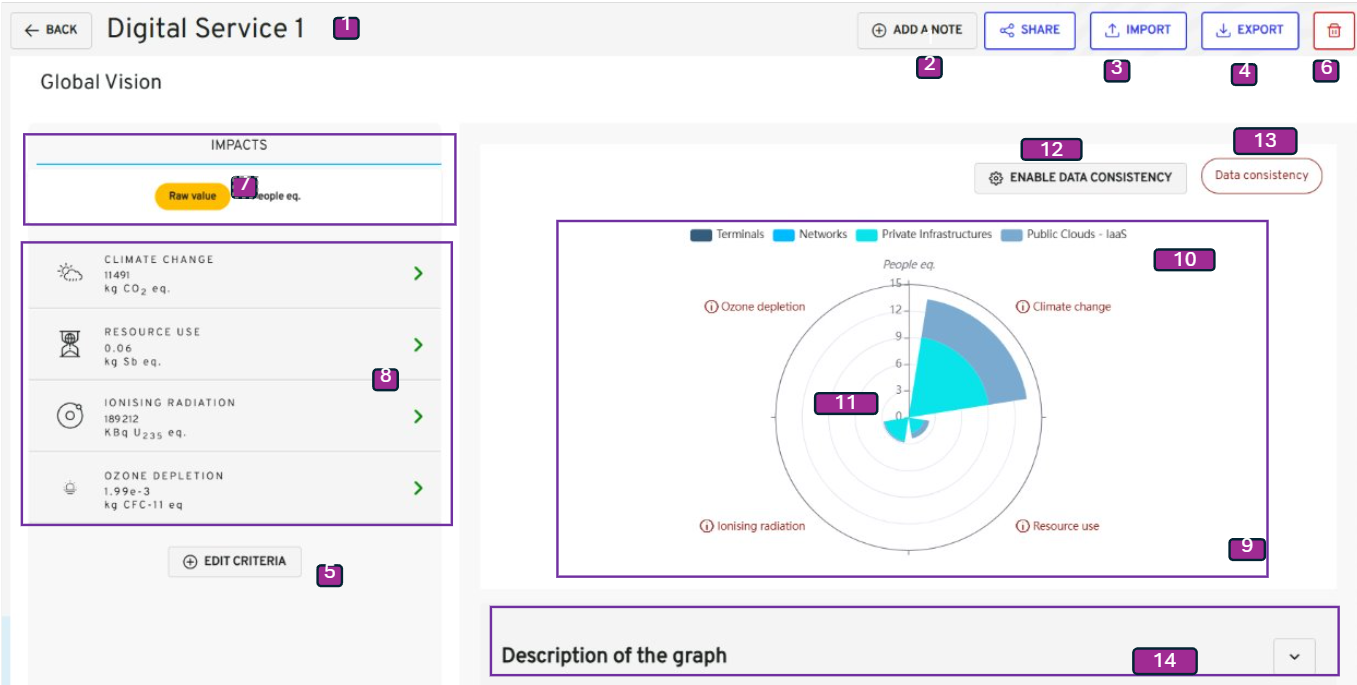 BACK Digital Service 1 1 ADD A NOTE SHARE IMPORT EXPORT
2 3 4 6
Global Vision
IMPACTS
Raw value 7 eople eq.
CLIMATE CHANGE
11491
kg CO2 eq.
RESOURCE USE
0.06
kg Sb eq.
8
IONISING RADIATION
189212
KBq U235 eq.
OZONE DEPLETION
1.99e-3
kg CFC-11 eq
EDIT CRITERIA
5
12 13
ENABLE DATA CONSISTENCY Data consistency
Terminals Networks Private Infrastructures Public Clouds - IaaS
10
People eq.
15
Ozone depletion Climate change
12
9
6
3
11
0
Ionising radiation Resource use
9
Description of the graph
14